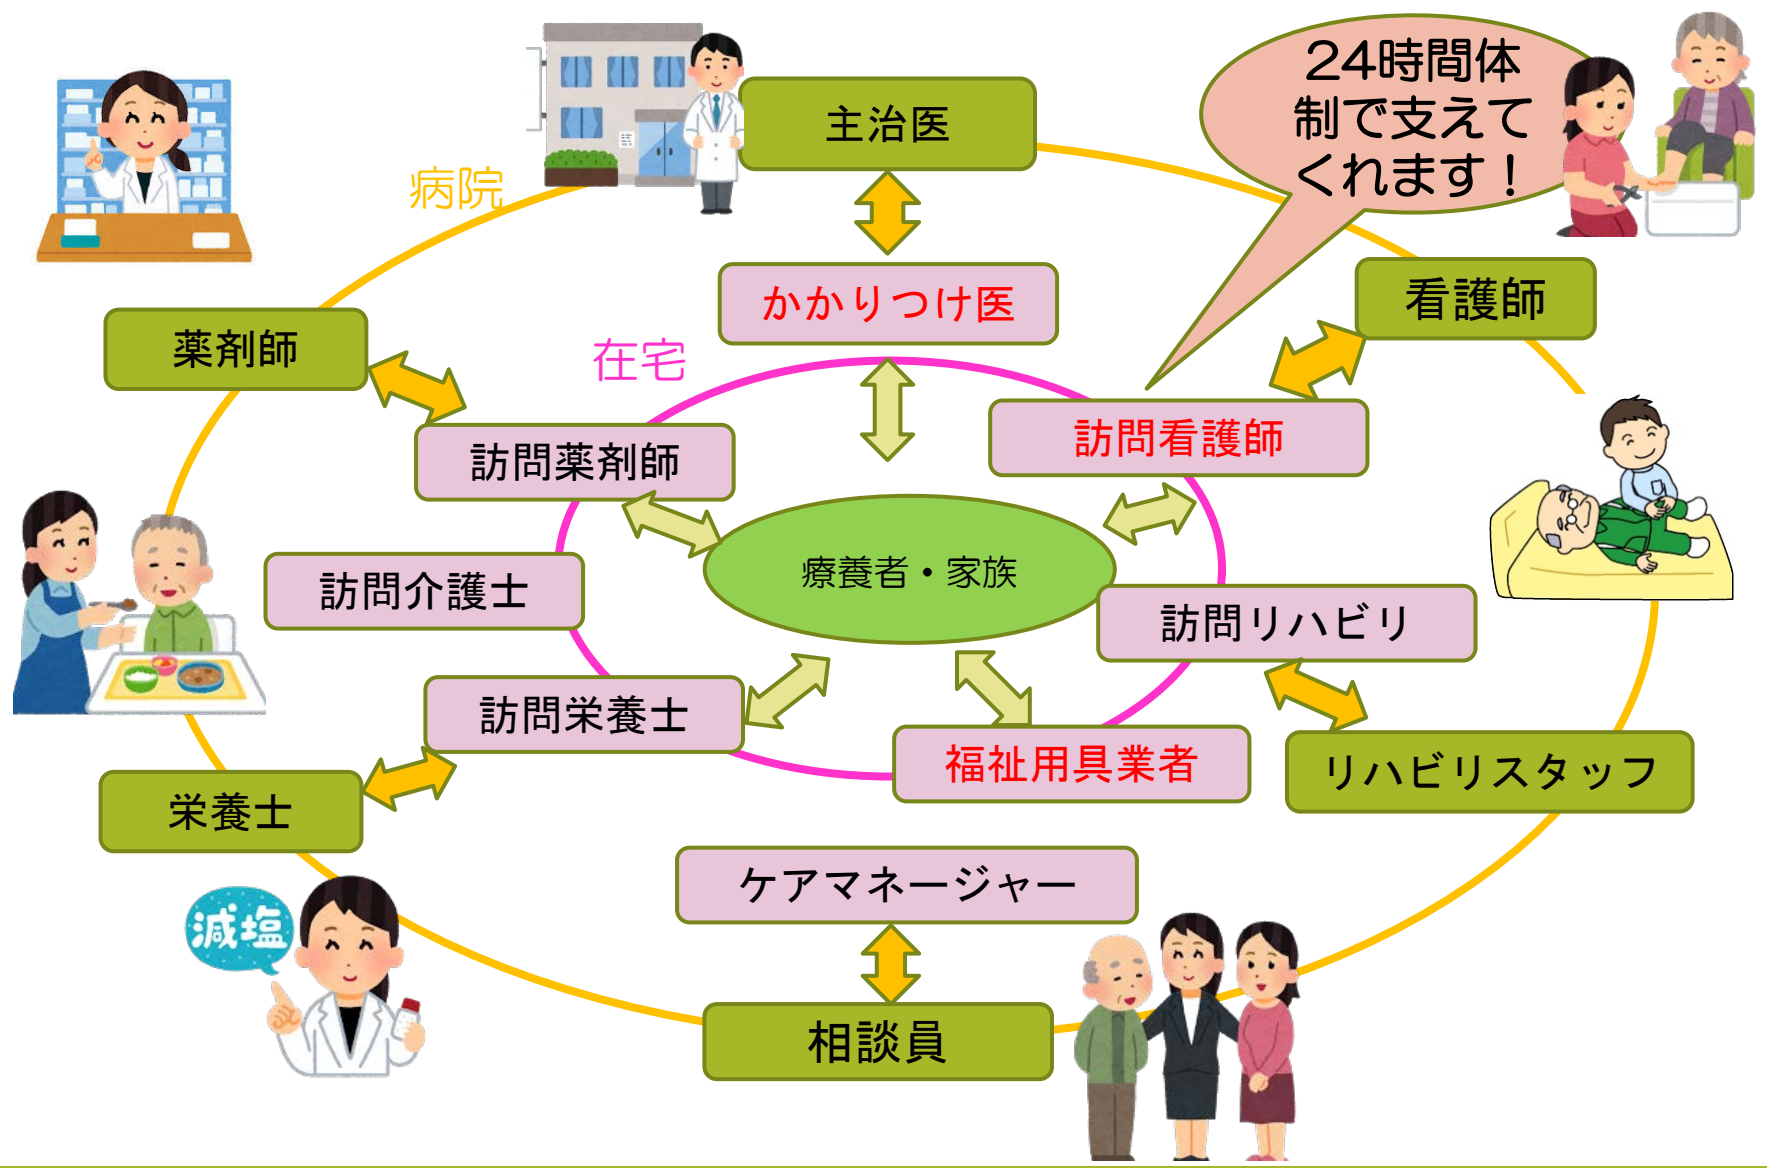 24時間体
制で支えて
くれます！
主治医
病院
かかりつけ医
看護師
薬剤師
在宅
訪問薬剤師
訪問看護師
療養者・家族
訪問介護士
訪問リハビリ
訪問栄養士
福祉用具業者
リハビリスタッフ
栄養士
ケアマネージャー
減塩
相談員